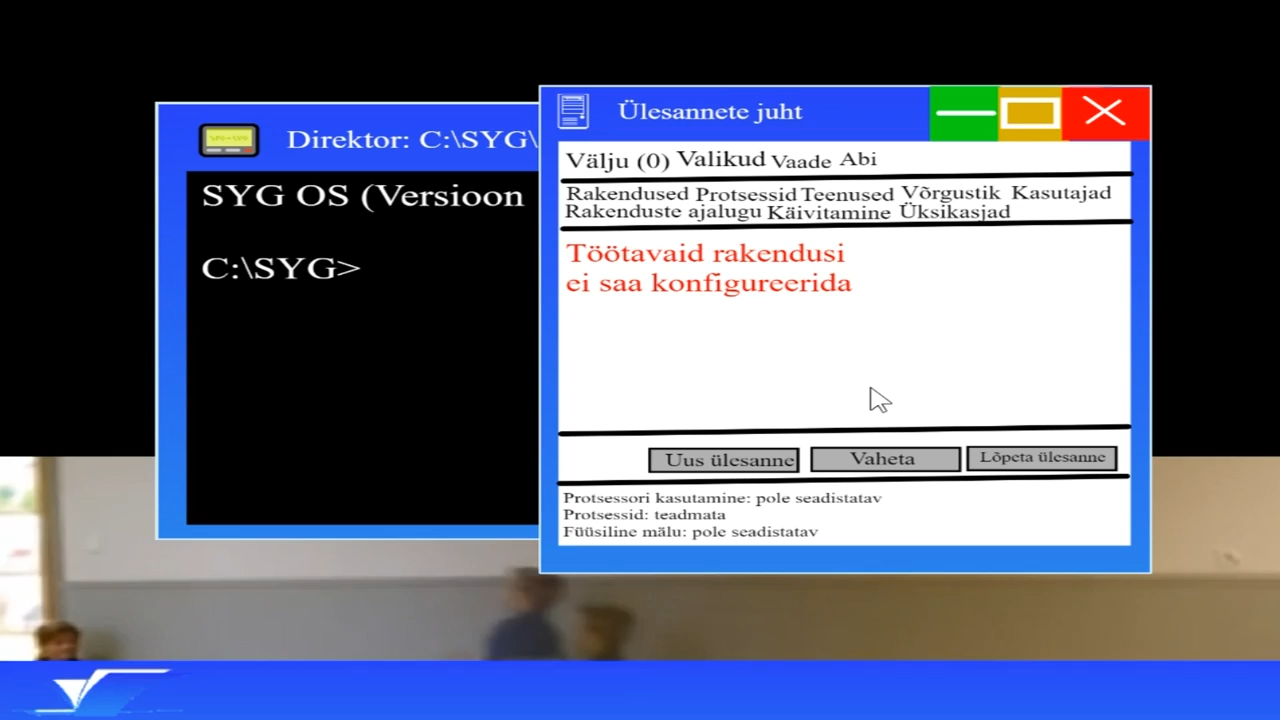 Direktor: C:\SYG\
SYG OS (Versioon
C:\SYG>
Ülesannete juht
Välju (0) Valikud Vaade Abi
Rakendused Protsessid Teenused Võrgustik Kasutajad
Rakenduste ajalugu Käivitamine Üksikasjad
Töötavaid rakendusi
ei saa konfigureerida
Uus ülesanne Vaheta Lõpeta ülesanne
Protsessori kasutamine: pole seadistatav
Protsessid: teadmata
Füüsiline mälu: pole seadistatav